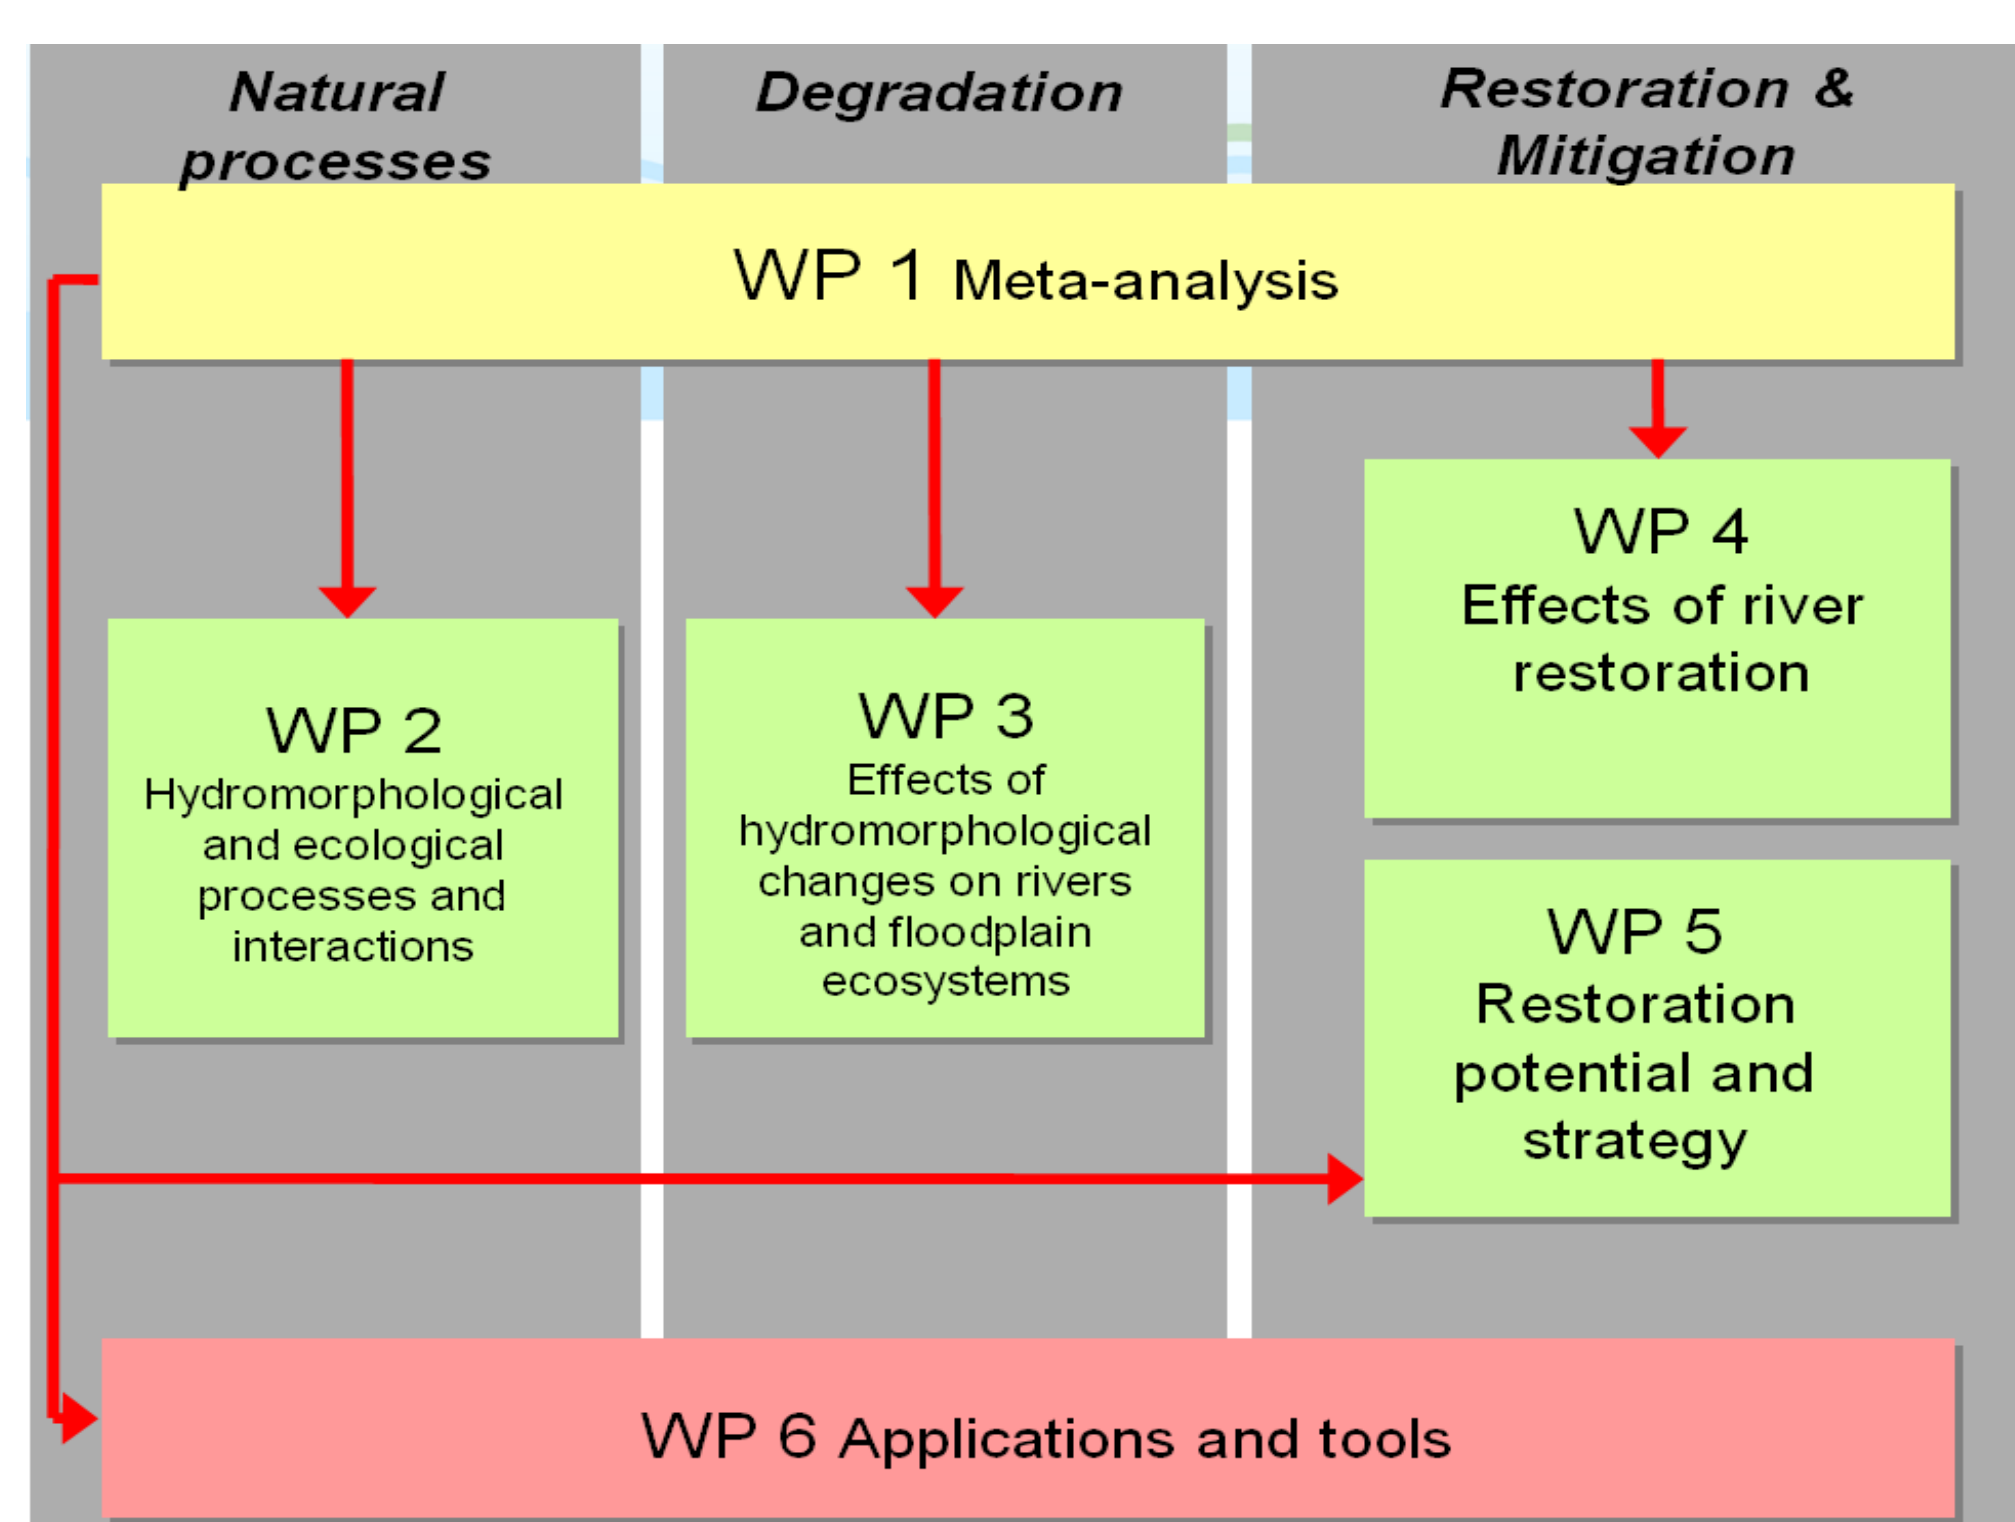 Natural
processes
Degradation
Restoration &
Mitigation
WP 1 Meta-analysis
WP 2
Hydromorphological
and ecological
processes and
interactions
WP 3
Effects of
hydromorphological
changes on rivers
and floodplain
ecosystems
WP 4
Effects of river
restoration
WP 5
Restoration
potential and
strategy
WP 6 Applications and tools